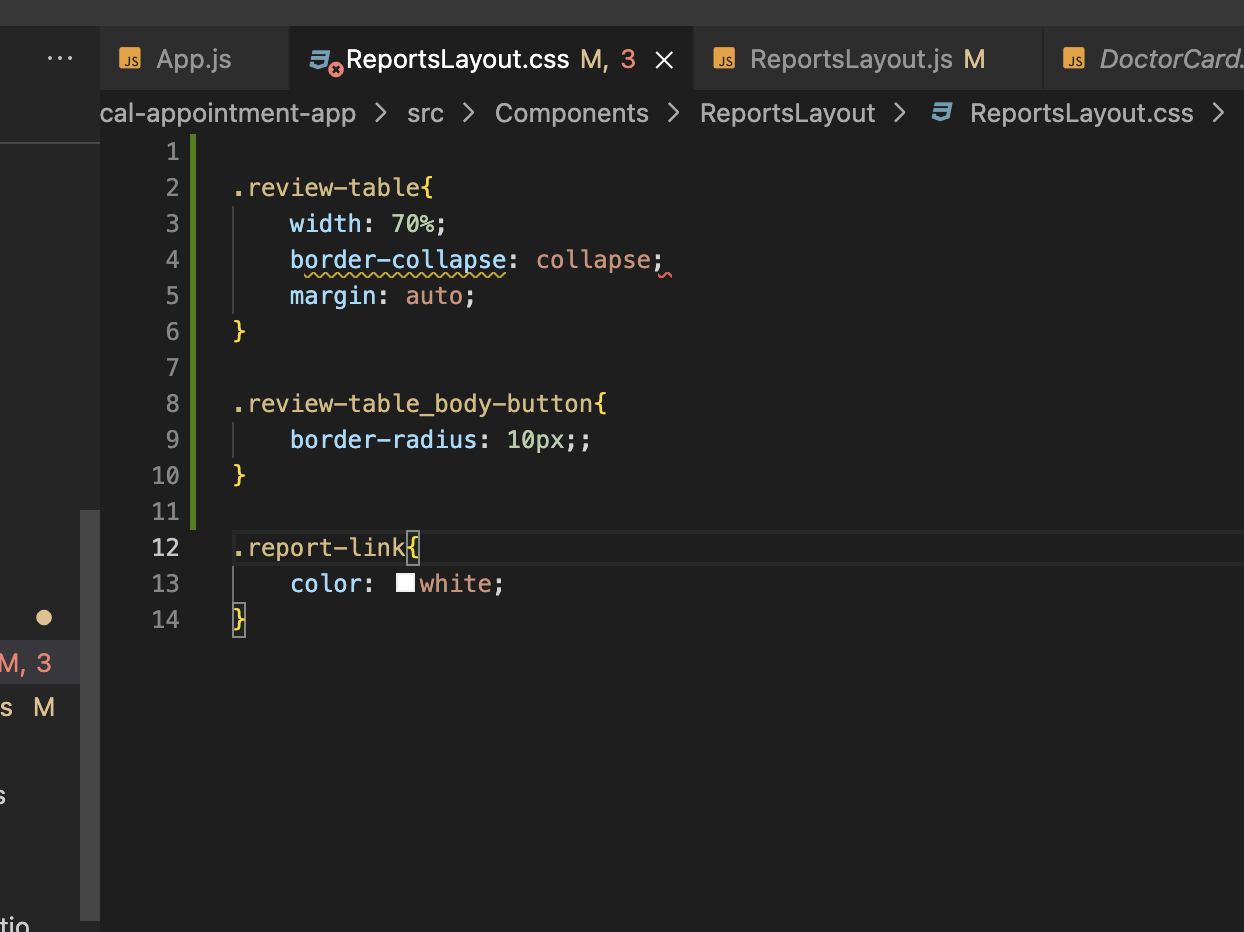 ···
JS App.js
ReportsLayout.css M, 3 ×
JS ReportsLayout.js M
JS DoctorCard.
cal-appointment-app > src > Components > ReportsLayout > ReportsLayout.css >
1
2 .review-table{
3 width: 70%;
4 border-collapse: collapse;
5 margin: auto;
6 }
7
8 .review-table_body-button{
9 border-radius: 10px;;
10 }
11
12 .report-link{
13 color: white;
14 }
M, 3
s M
s
tio